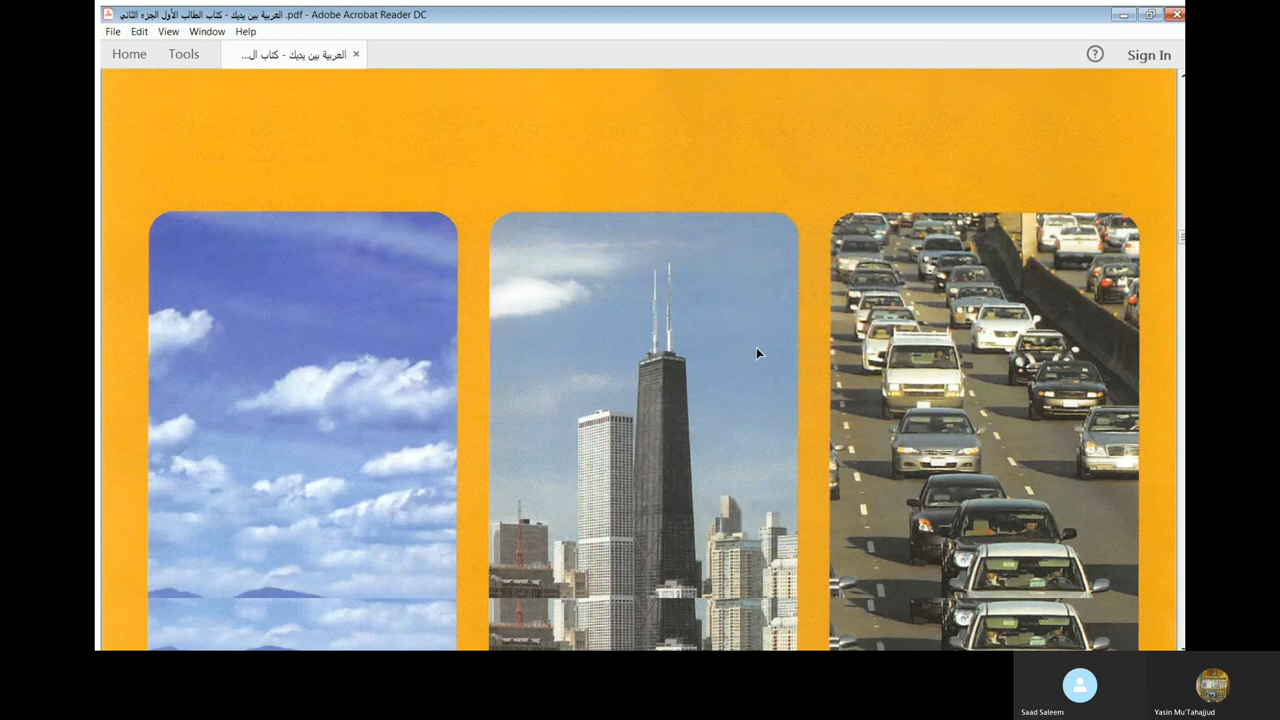 العربية بين يديك - كتاب الطالب الأول الجزء الثاني .pdf - Adobe Acrobat Reader DC
File Edit View Window Help
Home Tools العربية بين يديك - كتاب ال... × ? Sign In
Saad Saleem Yasin Mu'Tahajjud